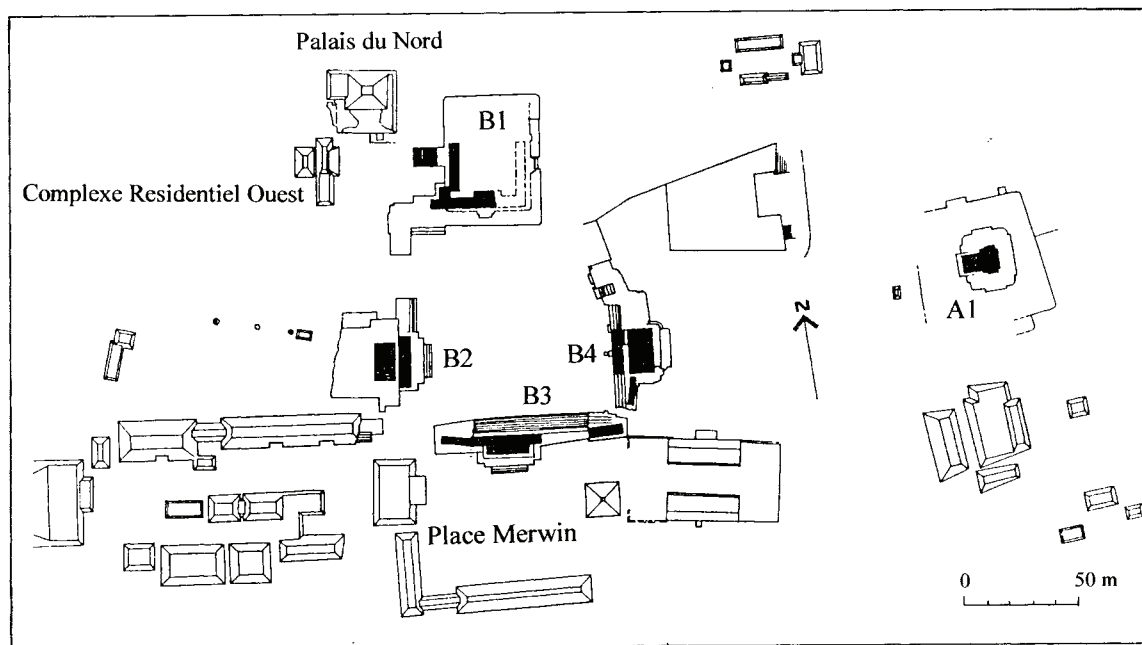 Palais du Nord
B1
Complexe Residentiel Ouest
A1
N
B2
B4
B3
Place Merwin
0 50 m